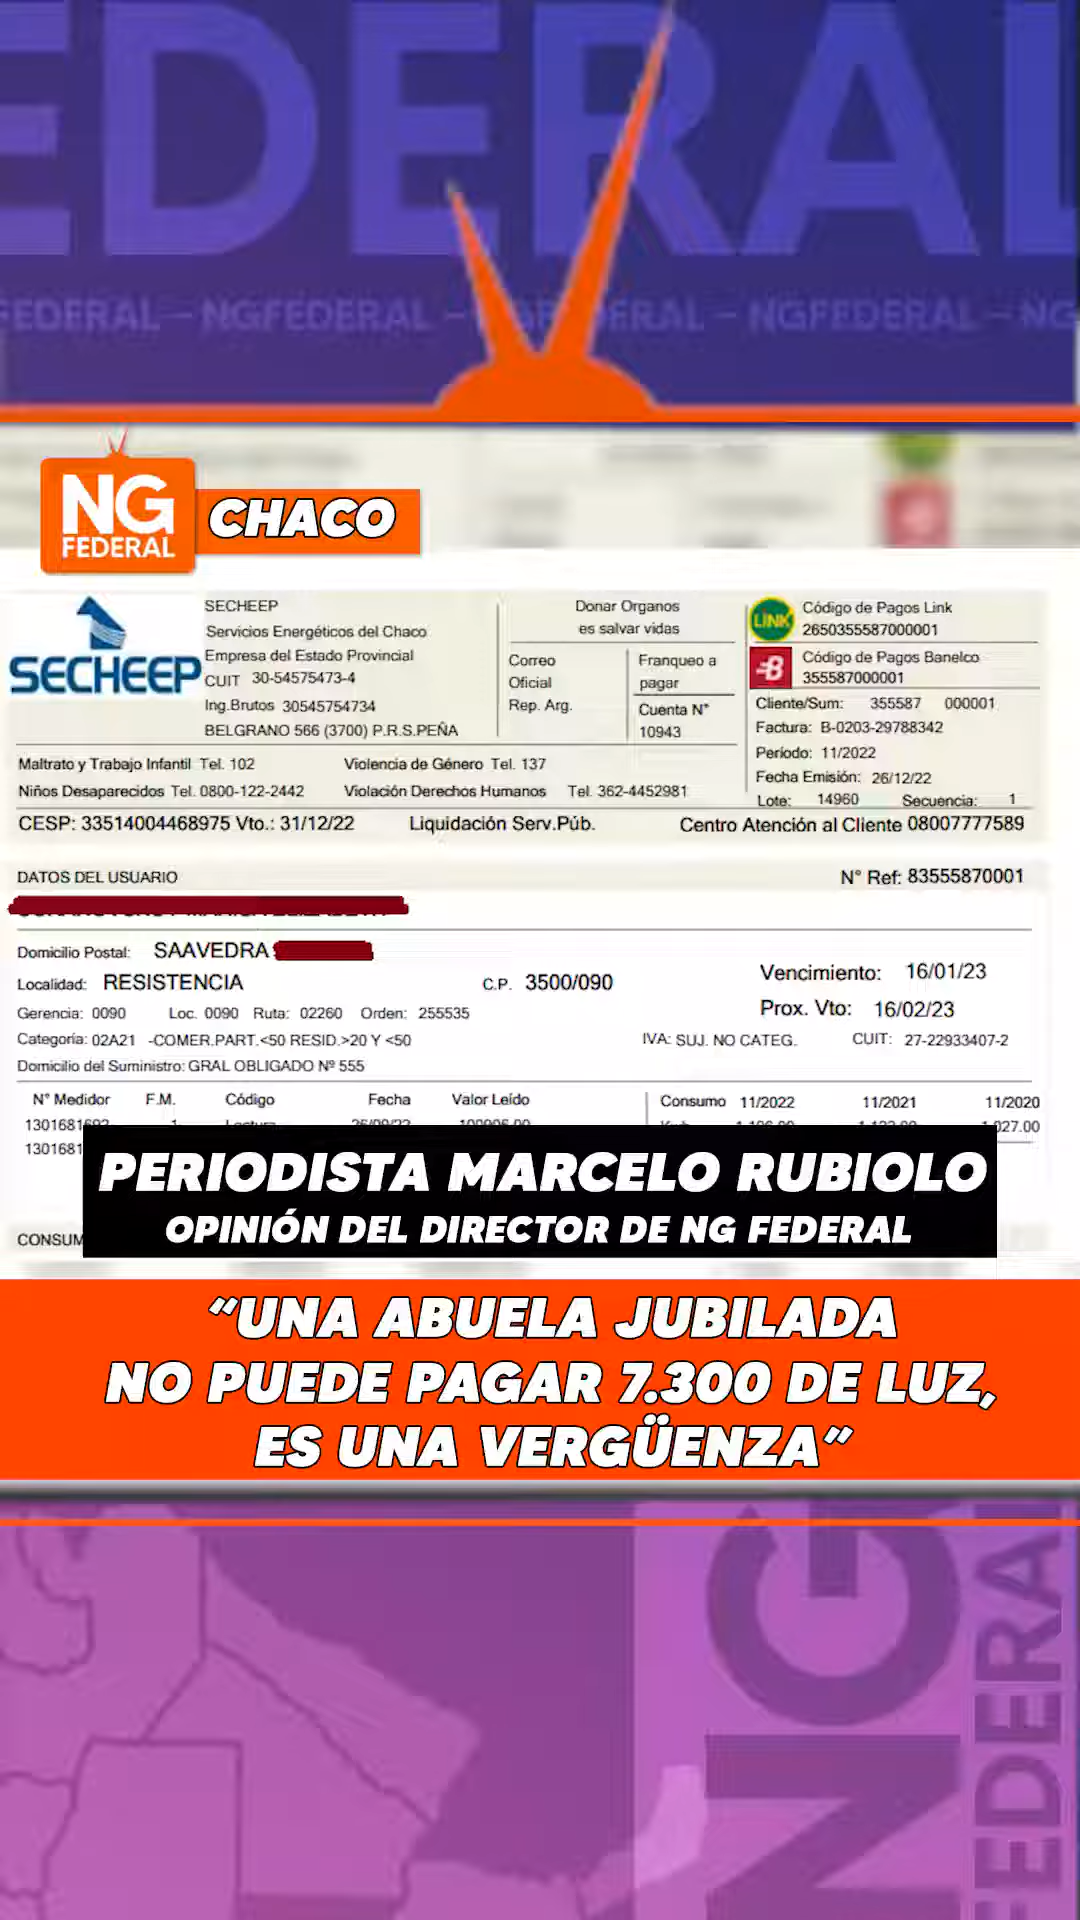 EDERAL
FEDERAL – NGFEDERAL – NGFEDERAL – NGFEDERAL – NG
NG
FEDERAL
CHACO
SECHEEP
SECHEEP
Servicios Energéticos del Chaco
Empresa del Estado Provincial
CUIT 30-54575473-4
Ing.Brutos 30545754734
BELGRANO 566 (3700) P.R.S.PEÑA
Donar Organos
es salvar vidas
Correo
Oficial
Rep. Arg.
Franqueo a
pagar
Cuenta N°
10943
LINK
Código de Pagos Link
2650355587000001
B
Código de Pagos Banelco
355587000001
Cliente/Sum: 355587 000001
Factura: B-0203-29788342
Período: 11/2022
Fecha Emisión: 26/12/22
Lote: 14960 Secuencia: 1
Maltrato y Trabajo Infantil Tel. 102 Violencia de Género Tel. 137
Niños Desaparecidos Tel. 0800-122-2442 Violación Derechos Humanos Tel. 362-4452981
CESP: 33514004468975 Vto.: 31/12/22 Liquidación Serv.Púb. Centro Atención al Cliente 08007777589
DATOS DEL USUARIO N° Ref: 83555870001
Domicilio Postal: SAAVEDRA
Localidad: RESISTENCIA C.P. 3500/090
Vencimiento: 16/01/23
Prox. Vto: 16/02/23
Gerencia: 0090 Loc. 0090 Ruta: 02260 Orden: 255535
Categoría: 02A21 -COMER.PART.<50 RESID.>20 Y <50 IVA: SUJ. NO CATEG. CUIT: 27-22933407-2
Domicilio del Suministro: GRAL OBLIGADO Nº 555
N° Medidor F.M. Código Fecha Valor Leído Consumo 11/2022 11/2021 11/2020
1301681692 1 Lectura
1301681
CONSUM
PERIODISTA MARCELO RUBIOLO
OPINIÓN DEL DIRECTOR DE NG FEDERAL
“UNA ABUELA JUBILADA
NO PUEDE PAGAR 7.300 DE LUZ,
ES UNA VERGÜENZA”
NG
FEDERAL